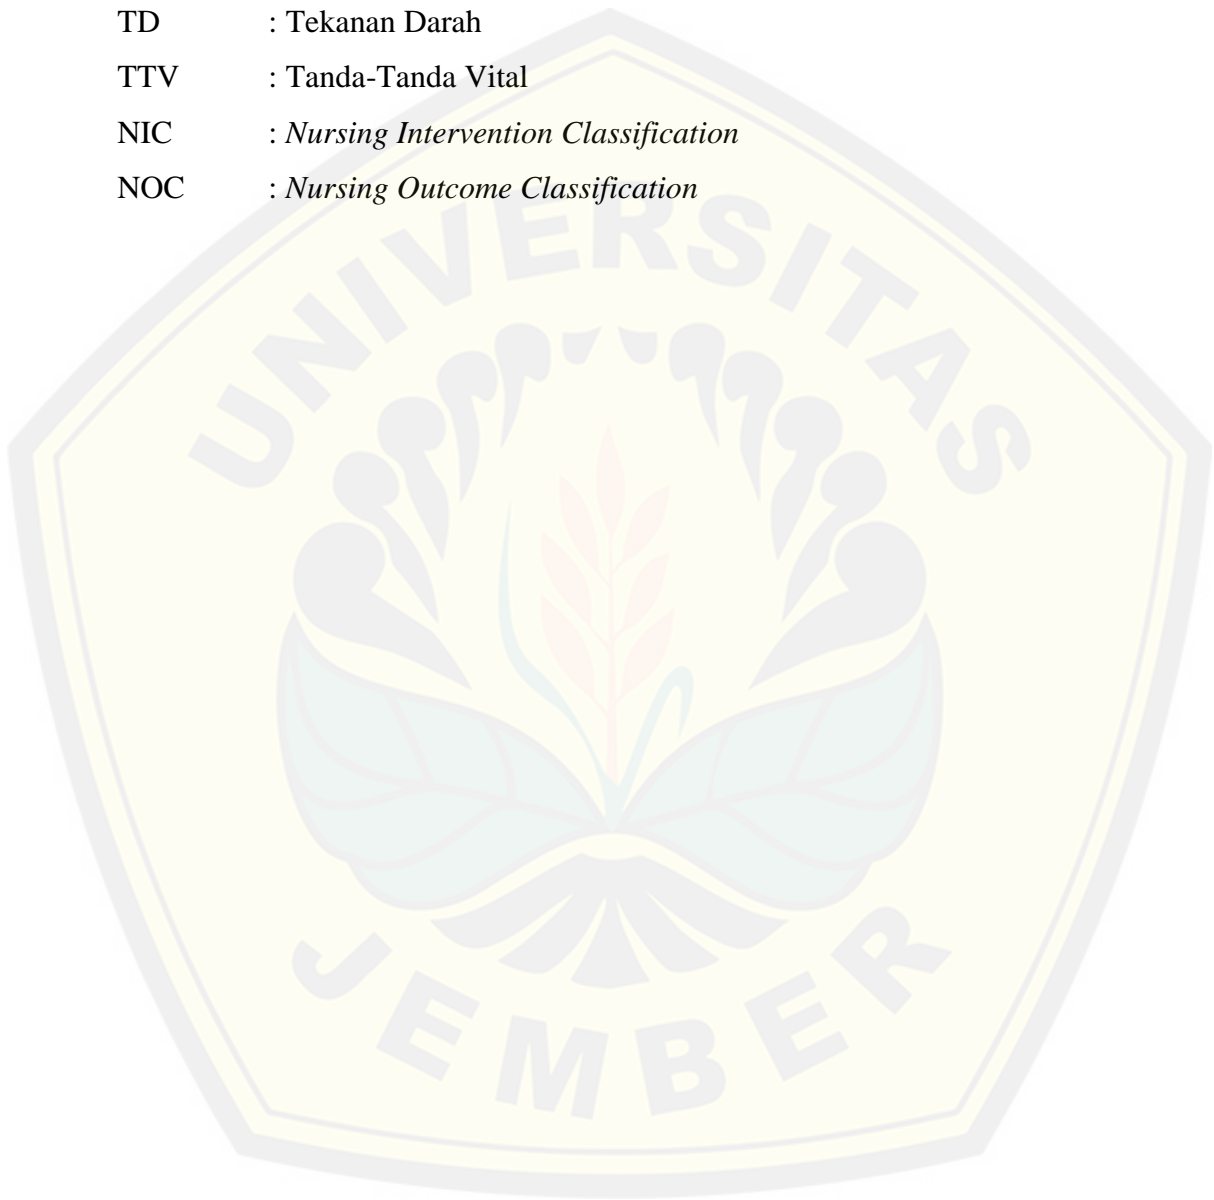 TD : Tekanan Darah
TTV : Tanda-Tanda Vital
NIC : Nursing Intervention Classification
NOC : Nursing Outcome Classification
UNIVERSITAS
JEMBER